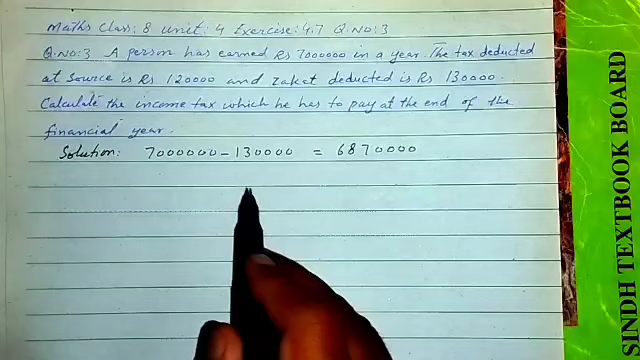 Maths Class: 8 unit: 4 Exercise: 4.7 Q.No: 3
Q.No: 3 A person has earned Rs 7000000 in a year. The tax deducted
at Source is Rs 120000 and Zaket deducted is Rs 130000.
Calculate the income tax which he has to pay at the end of the
financial year.
Solution: 7000000 - 130000 = 6870000
SINDH TEXTBOOK BOARD